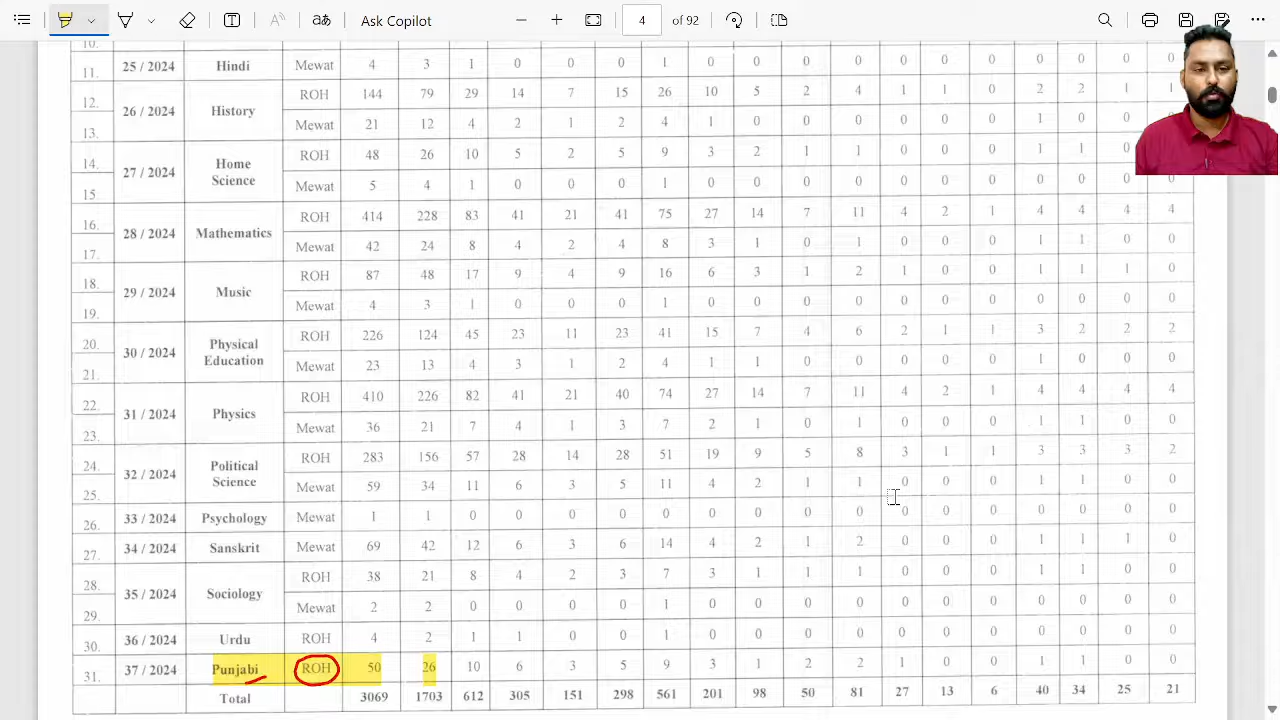 Ask Copilot 4 of 92
10.
11. 25 / 2024 Hindi Mewat 4 3 1 0 0 0 1 0 0 0 0 0 0 0 0 0 0 0
12. 26 / 2024 History ROH 144 79 29 14 7 15 26 10 5 2 4 1 1 0 2 2 1 1
13. Mewat 21 12 4 2 1 2 4 1 0 0 0 0 0 0 1 0 0
14. 27 / 2024 Home Science ROH 48 26 10 5 2 5 9 3 2 1 1 0 0 0 1 1 0
15. Mewat 5 4 1 0 0 0 1 0 0 0 0 0 0 0 0 0 0 0
16. 28 / 2024 Mathematics ROH 414 228 83 41 21 41 75 27 14 7 11 4 2 1 4 4 4 4
17. Mewat 42 24 8 4 2 4 8 3 1 0 1 0 0 0 1 1 0 0
18. 29 / 2024 Music ROH 87 48 17 9 4 9 16 6 3 1 2 1 0 0 1 1 1 0
19. Mewat 4 3 1 0 0 0 1 0 0 0 0 0 0 0 0 0 0 0
20. 30 / 2024 Physical Education ROH 226 124 45 23 11 23 41 15 7 4 6 2 1 1 3 2 2 2
21. Mewat 23 13 4 3 1 2 4 1 1 0 0 0 0 0 1 0 0 0
22. 31 / 2024 Physics ROH 410 226 82 41 21 40 74 27 14 7 11 4 2 1 4 4 4 4
23. Mewat 36 21 7 4 1 3 7 2 1 0 1 0 0 0 1 1 0 0
24. 32 / 2024 Political Science ROH 283 156 57 28 14 28 51 19 9 5 8 3 1 1 3 3 3 2
25. Mewat 59 34 11 6 3 5 11 4 2 1 1 0 0 0 1 1 0 0
26. 33 / 2024 Psychology Mewat 1 1 0 0 0 0 0 0 0 0 0 0 0 0 0 0 0 0
27. 34 / 2024 Sanskrit Mewat 69 42 12 6 3 6 14 4 2 1 2 0 0 0 1 1 1 0
28. 35 / 2024 Sociology ROH 38 21 8 4 2 3 7 3 1 1 1 0 0 0 1 1 0 0
29. Mewat 2 2 0 0 0 0 1 0 0 0 0 0 0 0 0 0 0 0
30. 36 / 2024 Urdu ROH 4 2 1 1 0 0 1 0 0 0 0 0 0 0 0 0 0 0
31. 37 / 2024 Punjabi ROH 50 26 10 6 3 5 9 3 1 2 2 1 0 0 1 1 0 0
Total 3069 1703 612 305 151 298 561 201 98 50 81 27 13 6 40 34 25 21